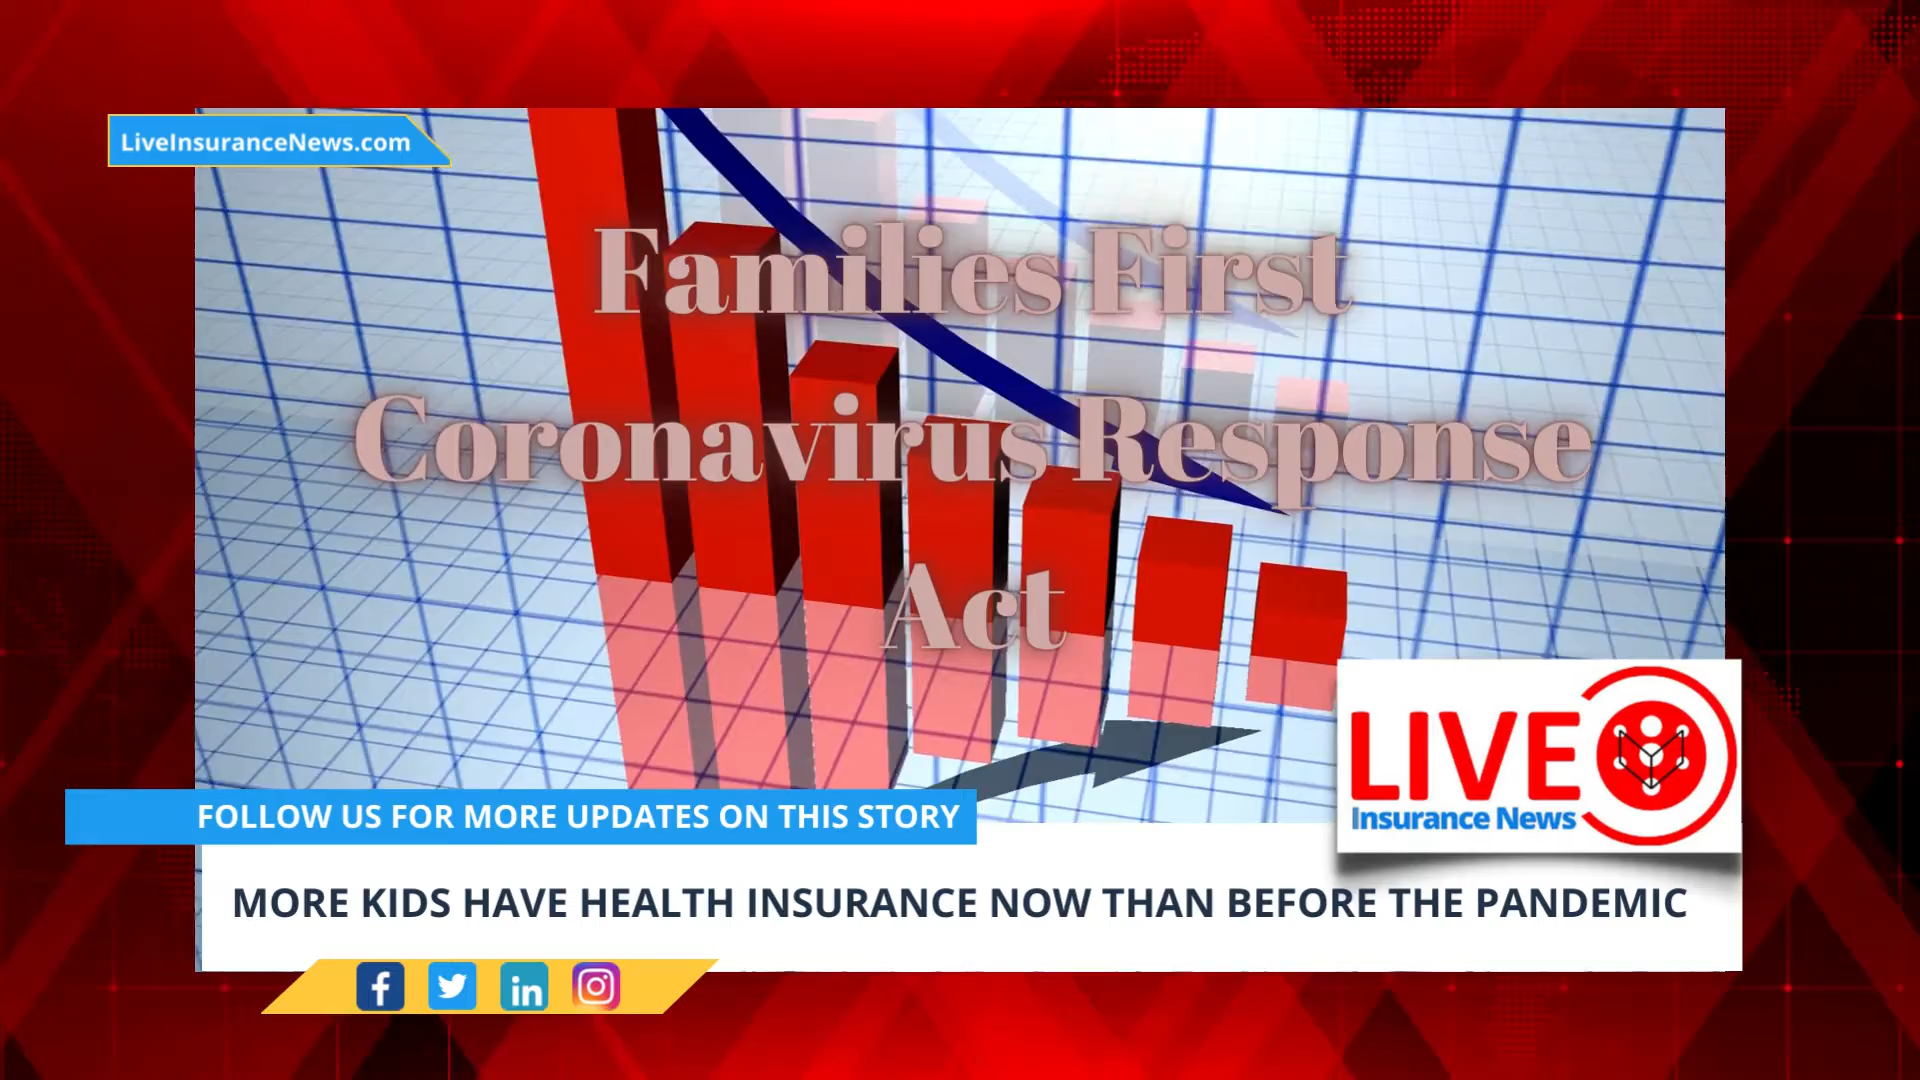 LiveInsuranceNews.com
Families First
Coronavirus Response
Act
LIVE
Insurance News
FOLLOW US FOR MORE UPDATES ON THIS STORY
MORE KIDS HAVE HEALTH INSURANCE NOW THAN BEFORE THE PANDEMIC